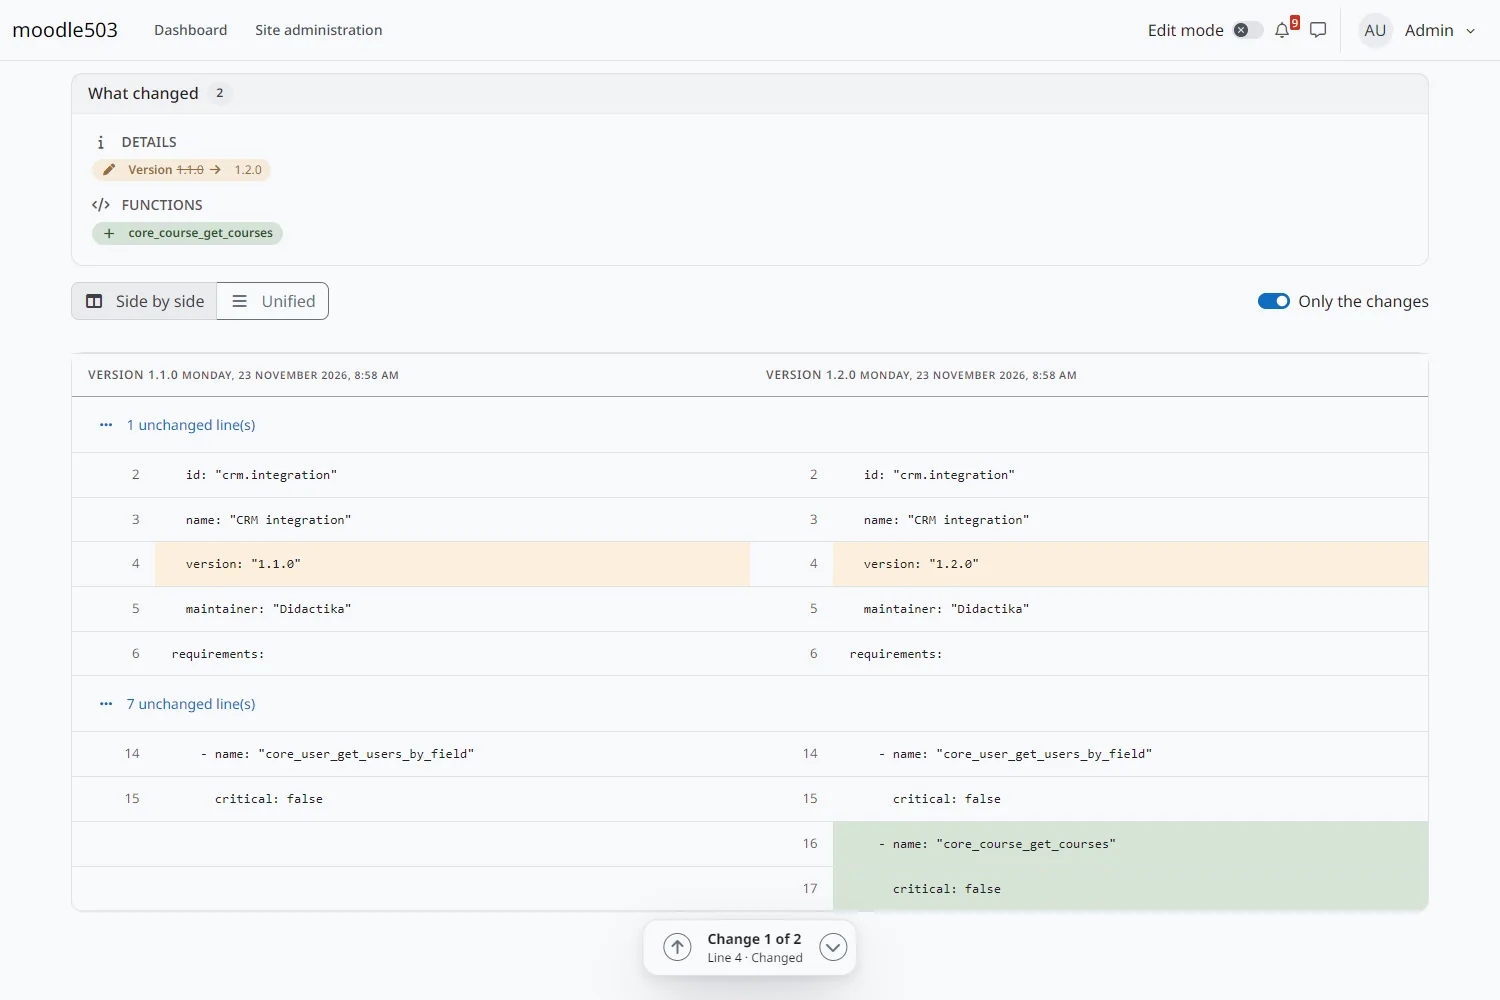 moodle503 Dashboard Site administration Edit mode 9 AU Admin
What changed 2
DETAILS
Version 1.1.0 → 1.2.0
FUNCTIONS
+ core_course_get_courses
Side by side Unified Only the changes
VERSION 1.1.0 MONDAY, 23 NOVEMBER 2026, 8:58 AM VERSION 1.2.0 MONDAY, 23 NOVEMBER 2026, 8:58 AM
••• 1 unchanged line(s)
2 id: "crm.integration" 2 id: "crm.integration"
3 name: "CRM integration" 3 name: "CRM integration"
4 version: "1.1.0" 4 version: "1.2.0"
5 maintainer: "Didactika" 5 maintainer: "Didactika"
6 requirements: 6 requirements:
••• 7 unchanged line(s)
14 - name: "core_user_get_users_by_field" 14 - name: "core_user_get_users_by_field"
15 critical: false 15 critical: false
16 - name: "core_course_get_courses"
17 critical: false
Change 1 of 2
Line 4 · Changed